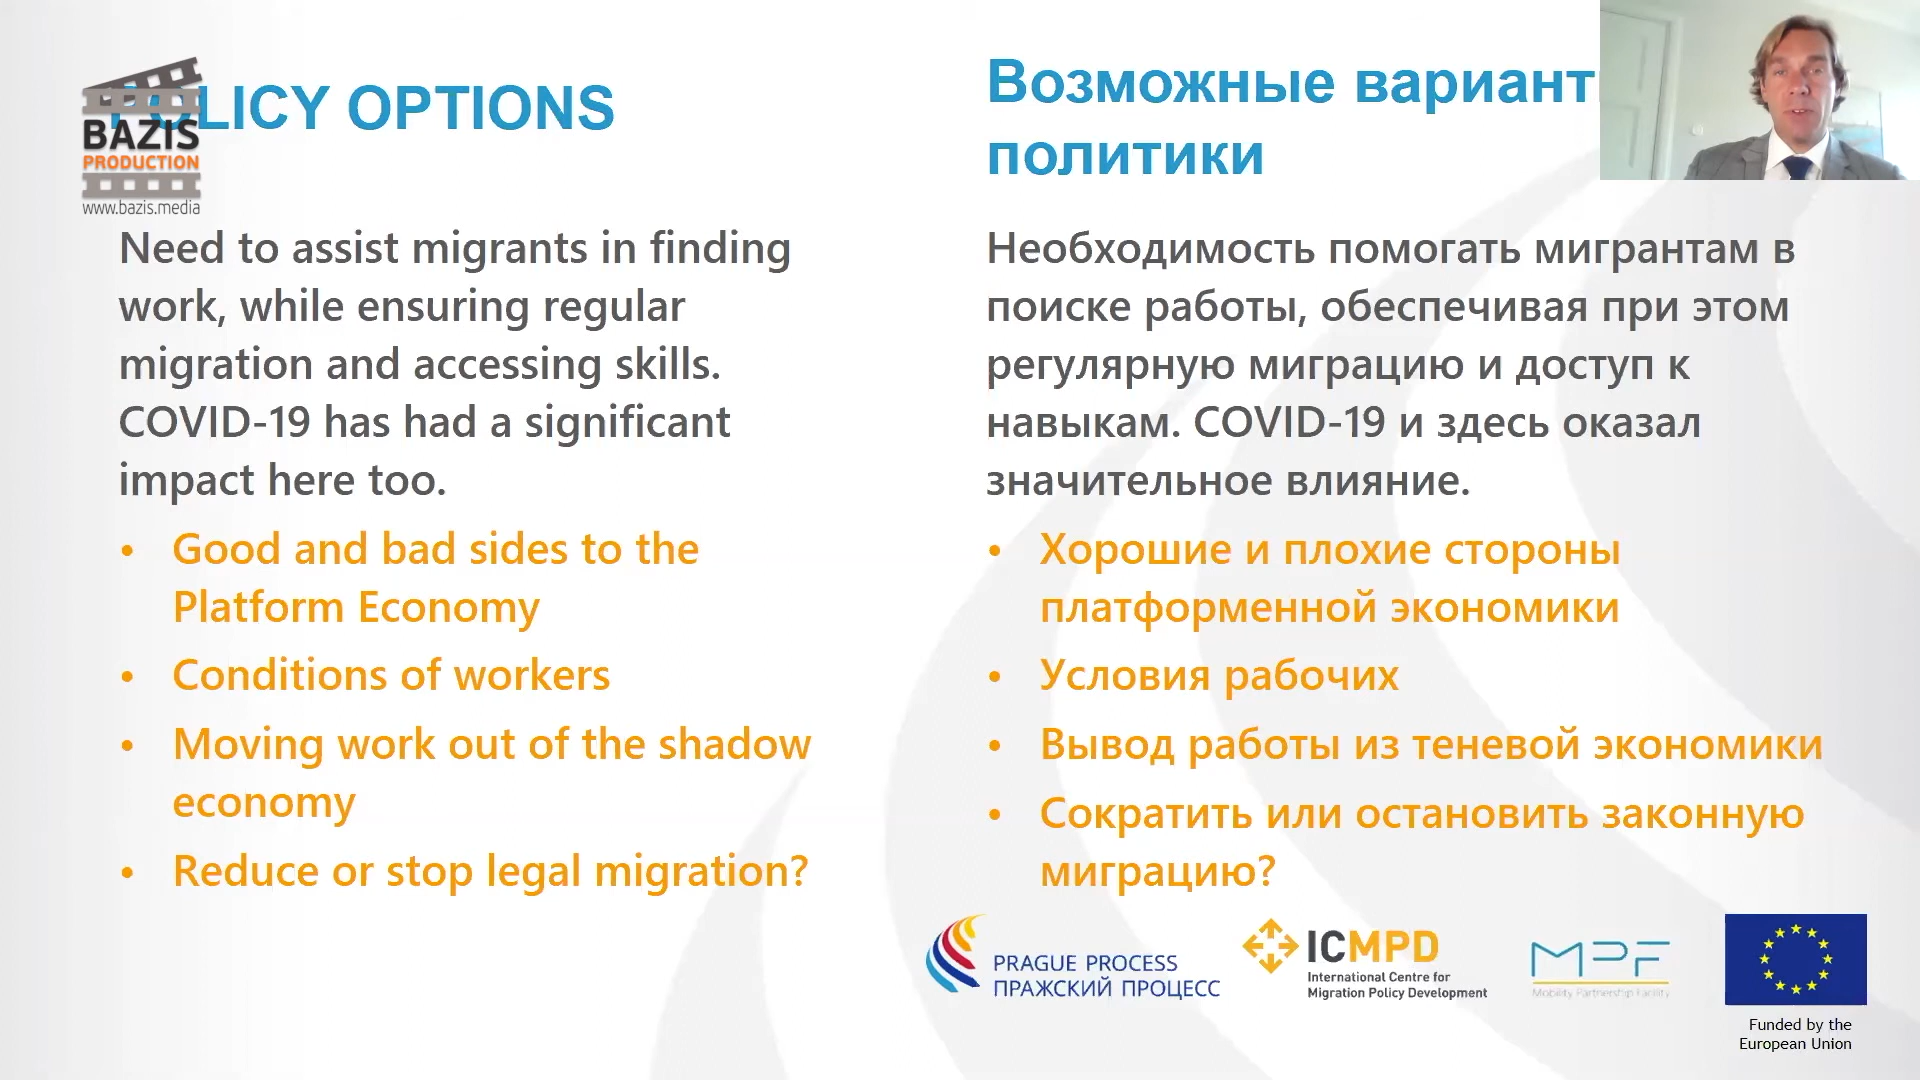 POLICY OPTIONS
BAZIS
PRODUCTION
www.bazis.media
Need to assist migrants in finding
work, while ensuring regular
migration and accessing skills.
COVID-19 has had a significant
impact here too.
• Good and bad sides to the
Platform Economy
• Conditions of workers
• Moving work out of the shadow
economy
• Reduce or stop legal migration?
Возможные вариант
политики
Необходимость помогать мигрантам в
поиске работы, обеспечивая при этом
регулярную миграцию и доступ к
навыкам. COVID-19 и здесь оказал
значительное влияние.
• Хорошие и плохие стороны
платформенной экономики
• Условия рабочих
• Вывод работы из теневой экономики
• Сократить или остановить законную
миграцию?
PRAGUE PROCESS
ПРАЖСКИЙ ПРОЦЕСС
ICMPD
International Centre for
Migration Policy Development
MPF
Mobility Partnership Facility
Funded by the
European Union